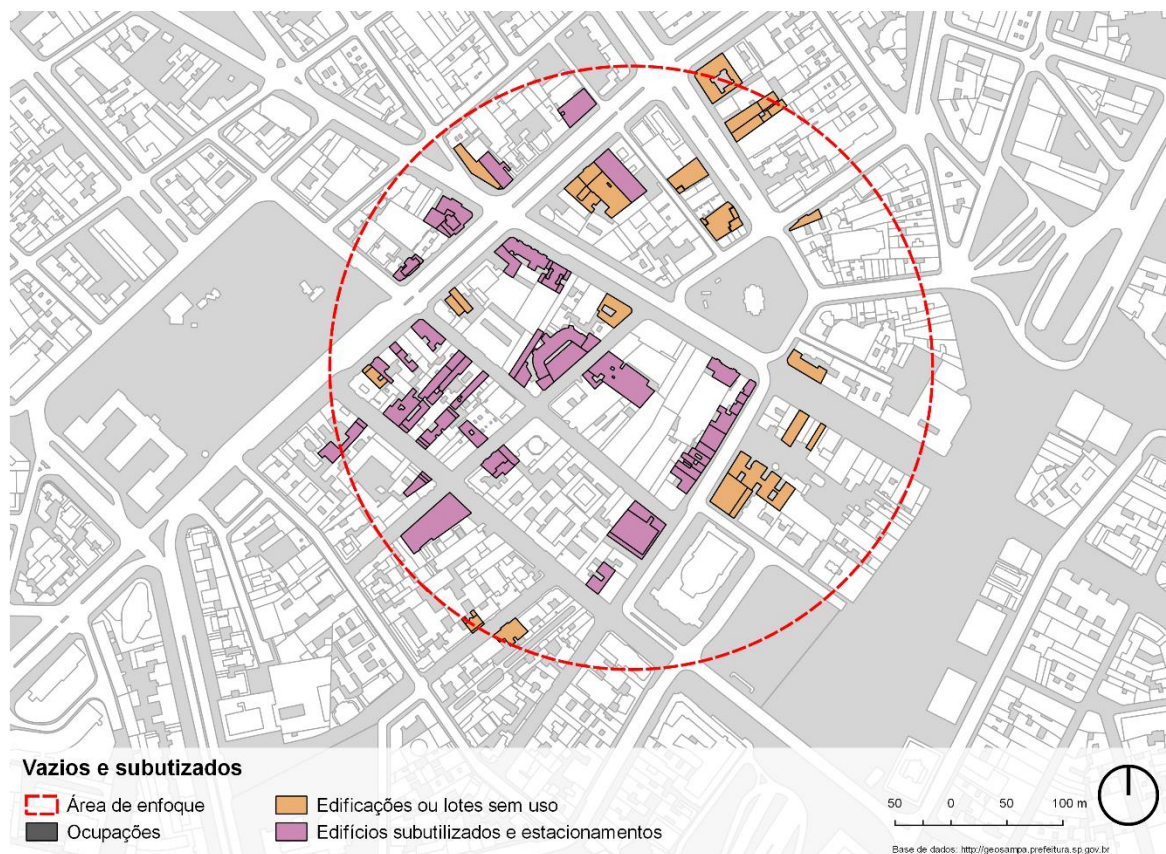 Vazios e subutizados
Área de enfoque
Ocupações
Edificações ou lotes sem uso
Edifícios subutilizados e estacionamentos
50 0 50 100 m
Base de dados: http://geosampa.prefeitura.sp.gov.br